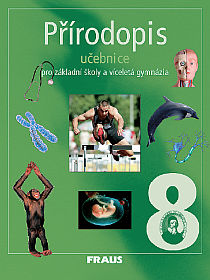 Přírodopis
učebnice
pro základní školy a víceletá gymnázia
8
FRAUS